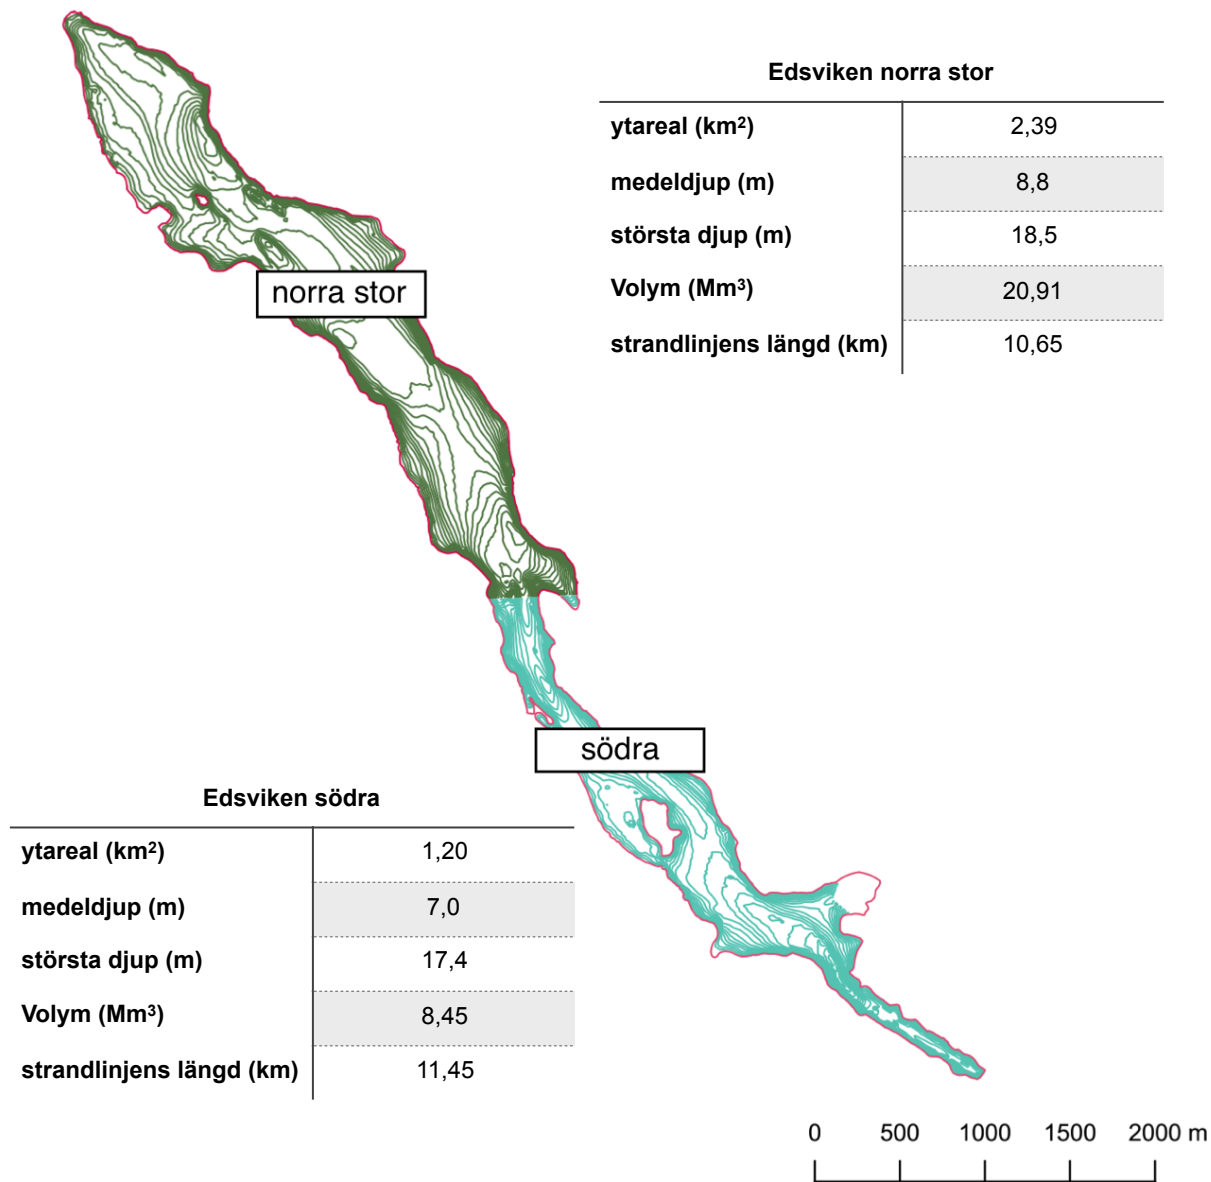 Edsviken norra stor
ytareal (km²) 2,39
medeldjup (m) 8,8
största djup (m) 18,5
Volym (Mm³) 20,91
strandlinjens längd (km) 10,65
norra stor
södra
Edsviken södra
ytareal (km²) 1,20
medeldjup (m) 7,0
största djup (m) 17,4
Volym (Mm³) 8,45
strandlinjens längd (km) 11,45
0 500 1000 1500 2000 m